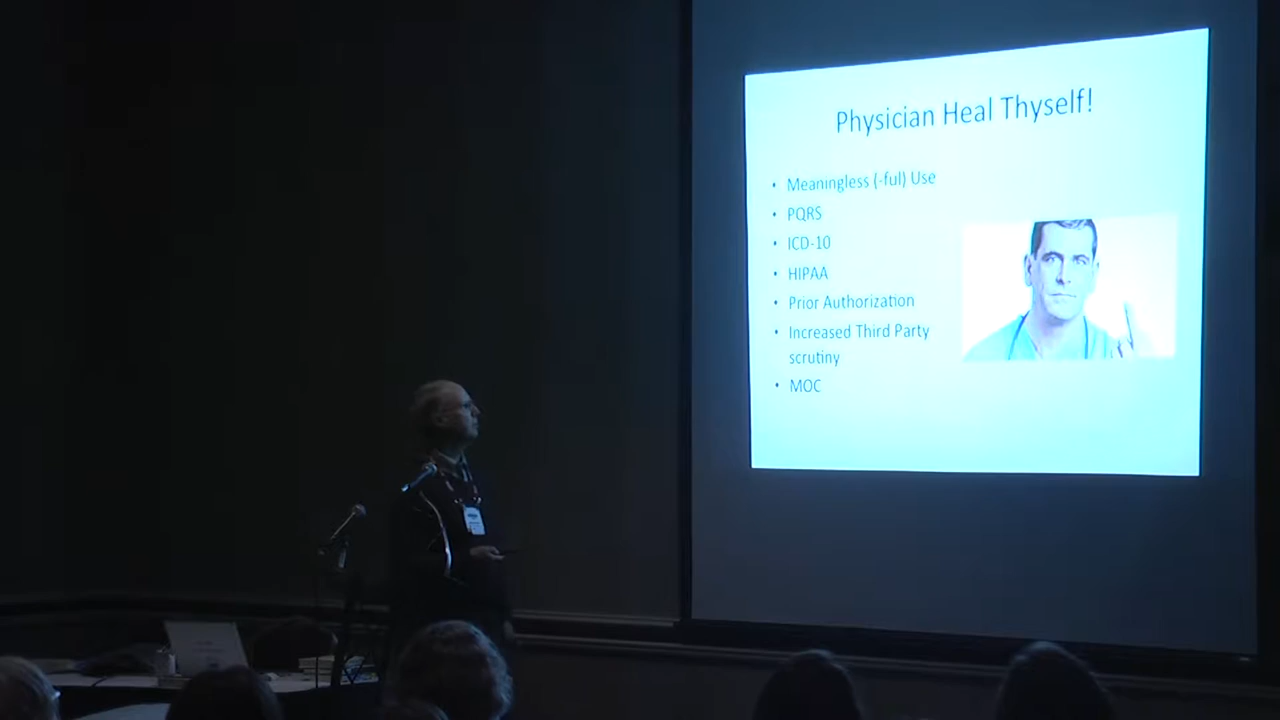 Physician Heal Thyself!
• Meaningless (-ful) Use
• PQRS
• ICD-10
• HIPAA
• Prior Authorization
• Increased Third Party
scrutiny
• MOC